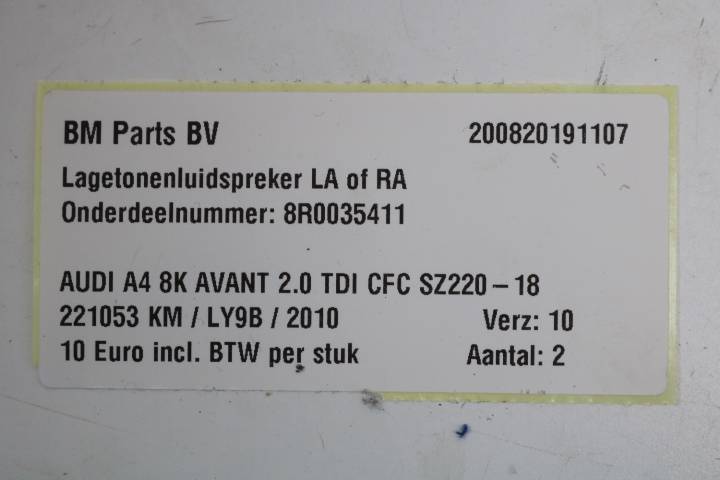 BM Parts BV 200820191107
Lagetonenluidspreker LA of RA
Onderdeelnummer: 8R0035411
AUDI A4 8K AVANT 2.0 TDI CFC SZ220-18
221053 KM / LY9B / 2010 Verz: 10
10 Euro incl. BTW per stuk Aantal: 2